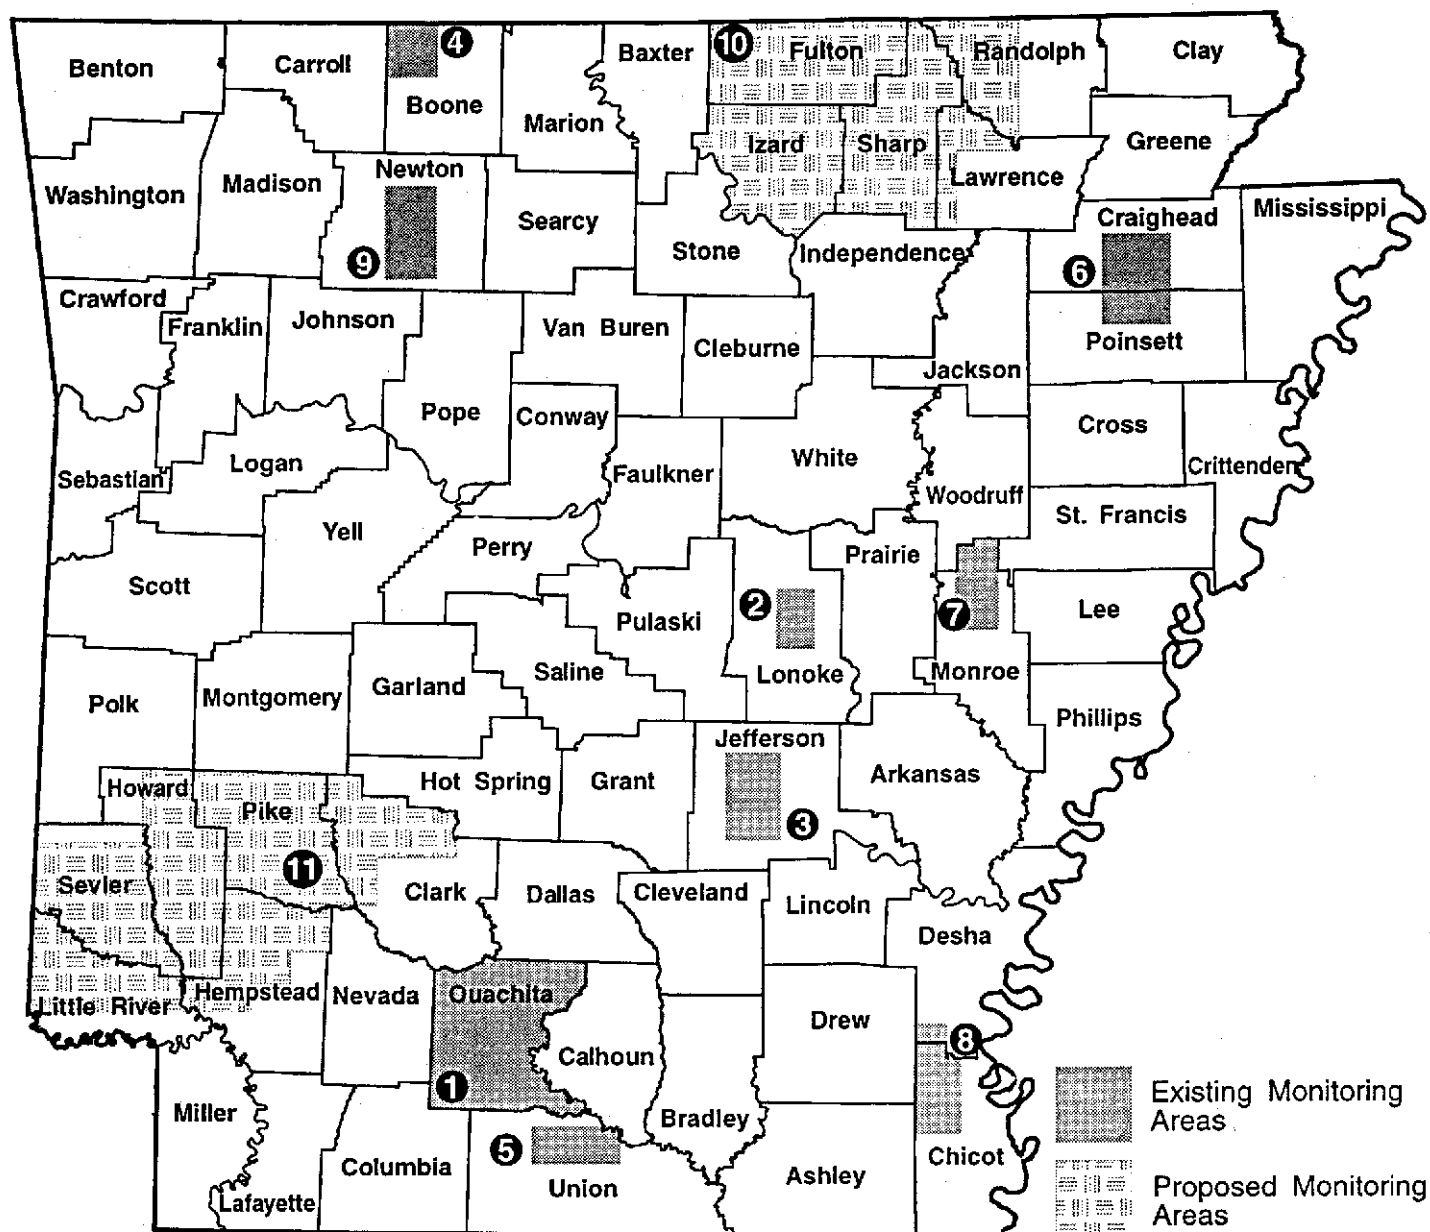 Benton
Carroll
4
Boone
Marion
Baxter
10
Fulton
Randolph
Clay
Washington
Madison
Newton
9
Searcy
Stone
Izard
Sharp
Lawrence
Greene
Independence
Craighead
6
Poinsett
Mississippi
Crawford
Franklin
Johnson
Van Buren
Cleburne
Jackson
Pope
Conway
Cross
Crittenden
Sebastian
Logan
Faulkner
White
Woodruff
St. Francis
Yell
Perry
Prairie
Scott
Pulaski
2
Lonoke
7
Monroe
Lee
Polk
Montgomery
Garland
Saline
Phillips
Howard
Pike
Hot Spring
Grant
Jefferson
3
Arkansas
Sevier
11
Clark
Dallas
Cleveland
Lincoln
Desha
Little River
Hempstead
Nevada
Ouachita
1
Calhoun
Bradley
Drew
8
Chicot
Miller
Lafayette
Columbia
5
Union
Ashley
Existing Monitoring
Areas
Proposed Monitoring
Areas